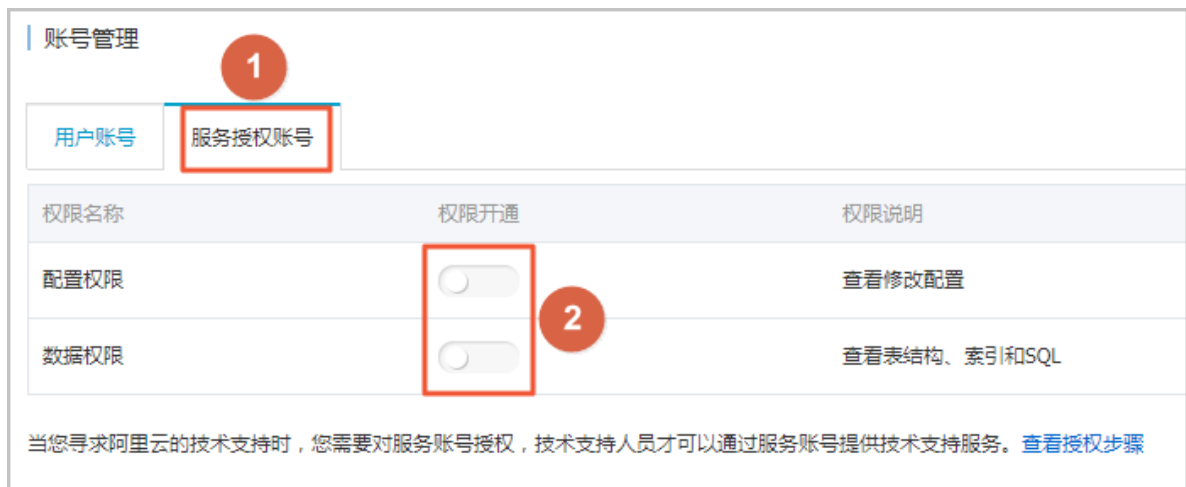 账号管理
1
用户账号 服务授权账号
权限名称 权限开通 权限说明
配置权限 查看修改配置
2
数据权限 查看表结构、索引和SQL
当您寻求阿里云的技术支持时，您需要对服务账号授权，技术支持人员才可以通过服务账号提供技术支持服务。查看授权步骤